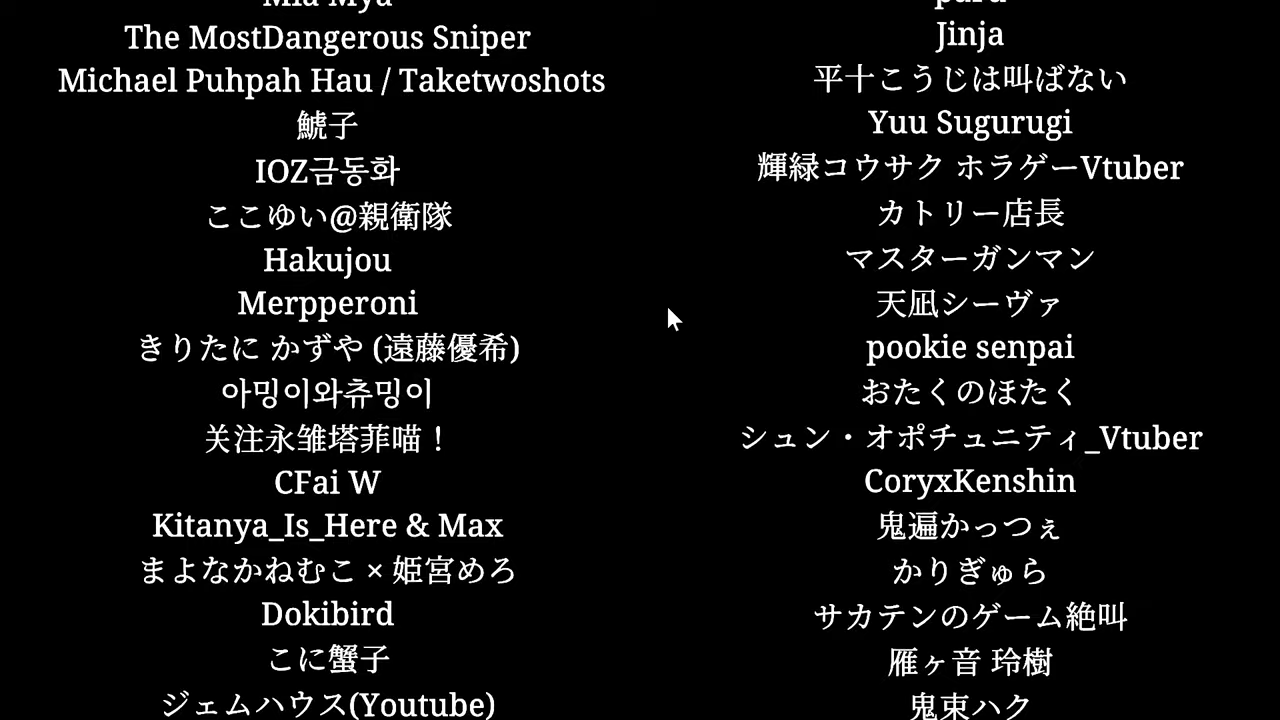 Mia Mya
The MostDangerous Sniper
Michael Puhpah Hau / Taketwoshots
鯱子
IOZ금동화
ここゆい@親衛隊
Hakujou
Merpperoni
きりたに かずや (遠藤優希)
아밍이와츄밍이
关注永雏塔菲喵！
CFai W
Kitanya_Is_Here & Max
まよなかねむこ × 姫宮めろ
Dokibird
こに蟹子
ジェムハウス(Youtube)
Jinja
平十こうじは叫ばない
Yuu Sugurugi
輝緑コウサク ホラゲーVtuber
カトリー店長
マスターガンマン
天凪シーヴァ
pookie senpai
おたくのほたく
シュン・オポチュニティ_Vtuber
CoryxKenshin
鬼遍かっつぇ
かりぎゅら
サカテンのゲーム絶叫
雁ヶ音 玲樹
鬼束ハク